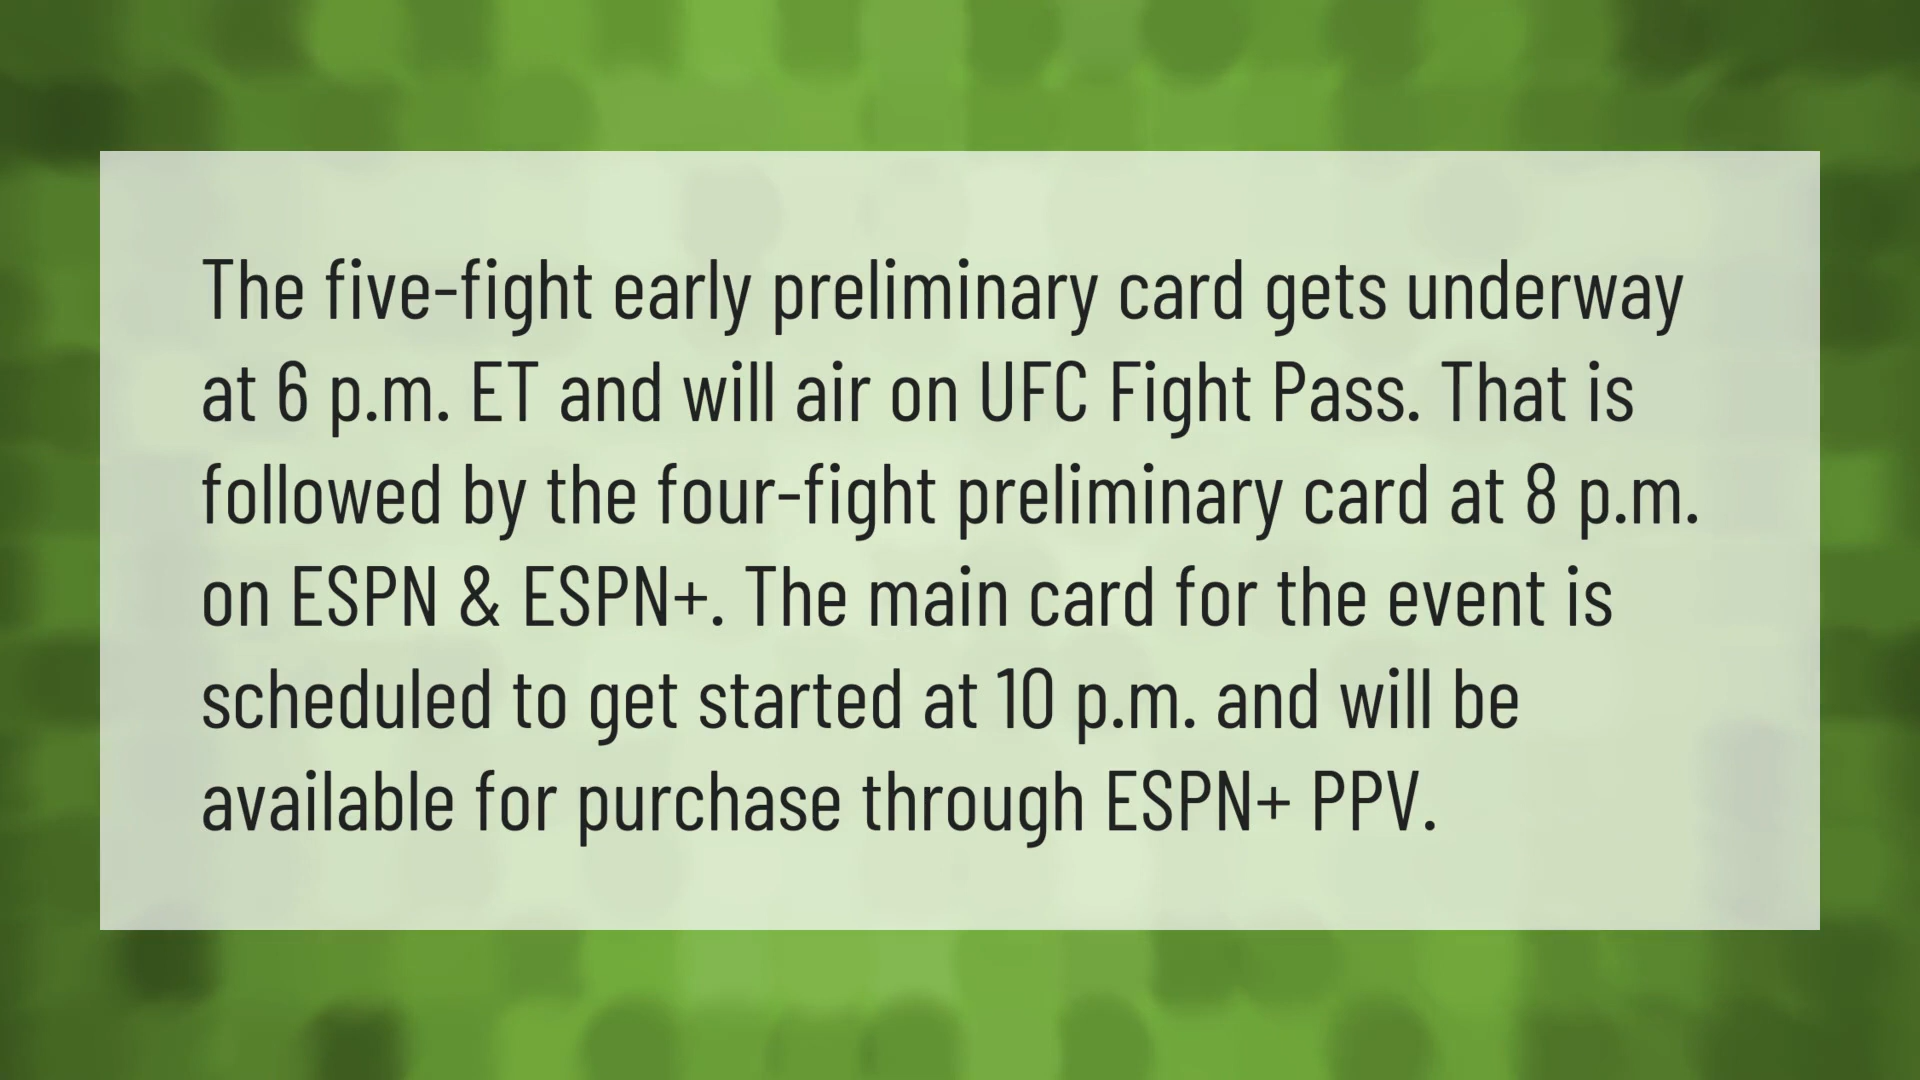 The five-fight early preliminary card gets underway
at 6 p.m. ET and will air on UFC Fight Pass. That is
followed by the four-fight preliminary card at 8 p.m.
on ESPN & ESPN+. The main card for the event is
scheduled to get started at 10 p.m. and will be
available for purchase through ESPN+ PPV.